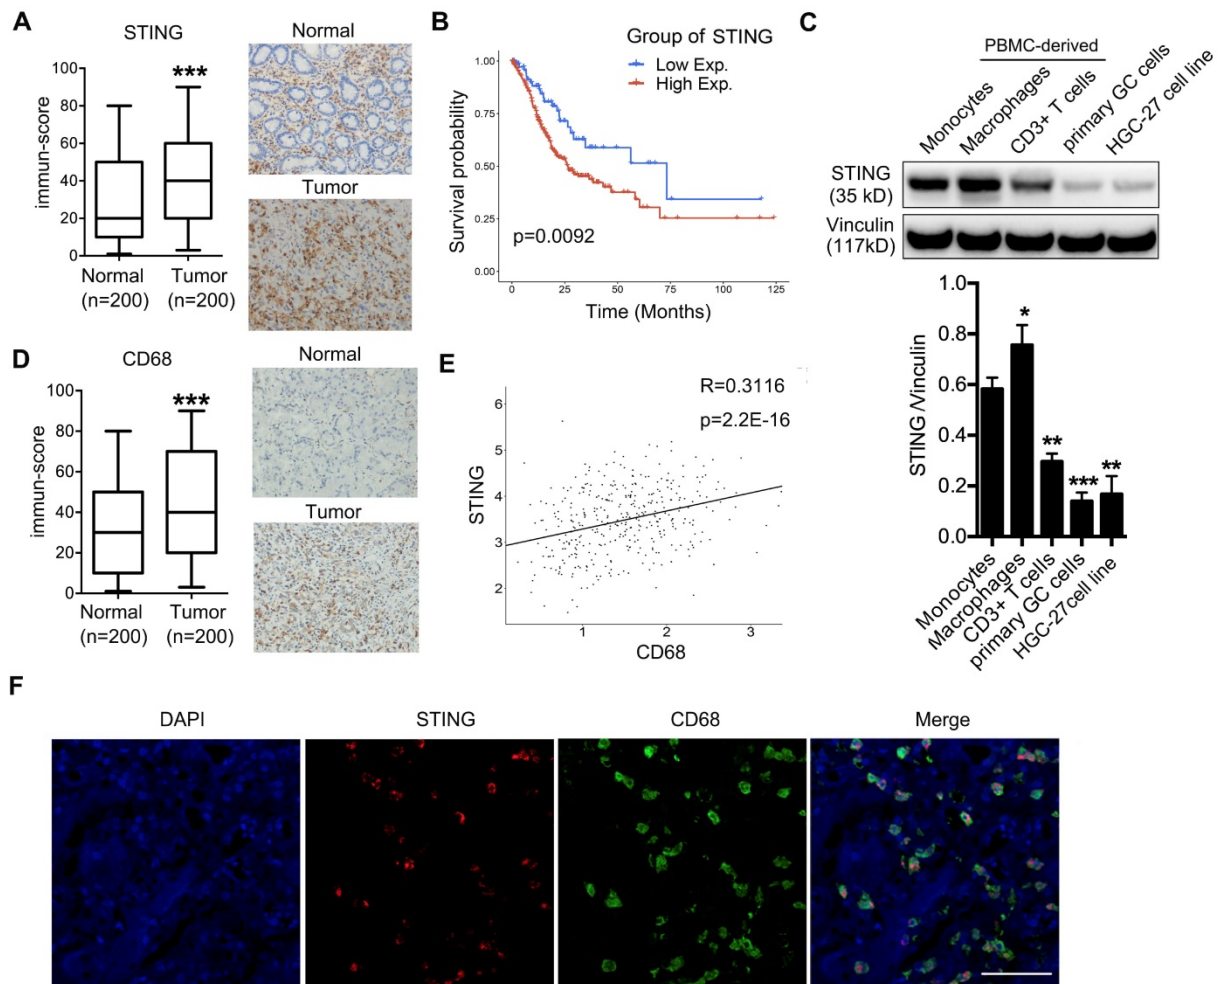 A
STING
***
immun-score
100
80
60
40
20
0
Normal
(n=200)
Tumor
(n=200)
Normal
Tumor
B
Group of STING
Low Exp.
High Exp.
Survival probability
1.00
0.75
0.50
0.25
0.00
p=0.0092
0
25
50
75
100
125
Time (Months)
C
PBMC-derived
Monocytes
Macrophages
CD3+ T cells
primary GC cells
HGC-27 cell line
STING
(35 kD)
Vinculin
(117kD)
STING /Vinculin
1.0
0.8
0.6
0.4
0.2
0.0
*
**
***
**
Monocytes
Macrophages
CD3+ T cells
primary GC cells
HGC-27cell line
D
CD68
***
immun-score
100
80
60
40
20
0
Normal
(n=200)
Tumor
(n=200)
Normal
Tumor
E
R=0.3116
p=2.2E-16
STING
6
5
4
3
2
1
2
3
CD68
F
DAPI
STING
CD68
Merge